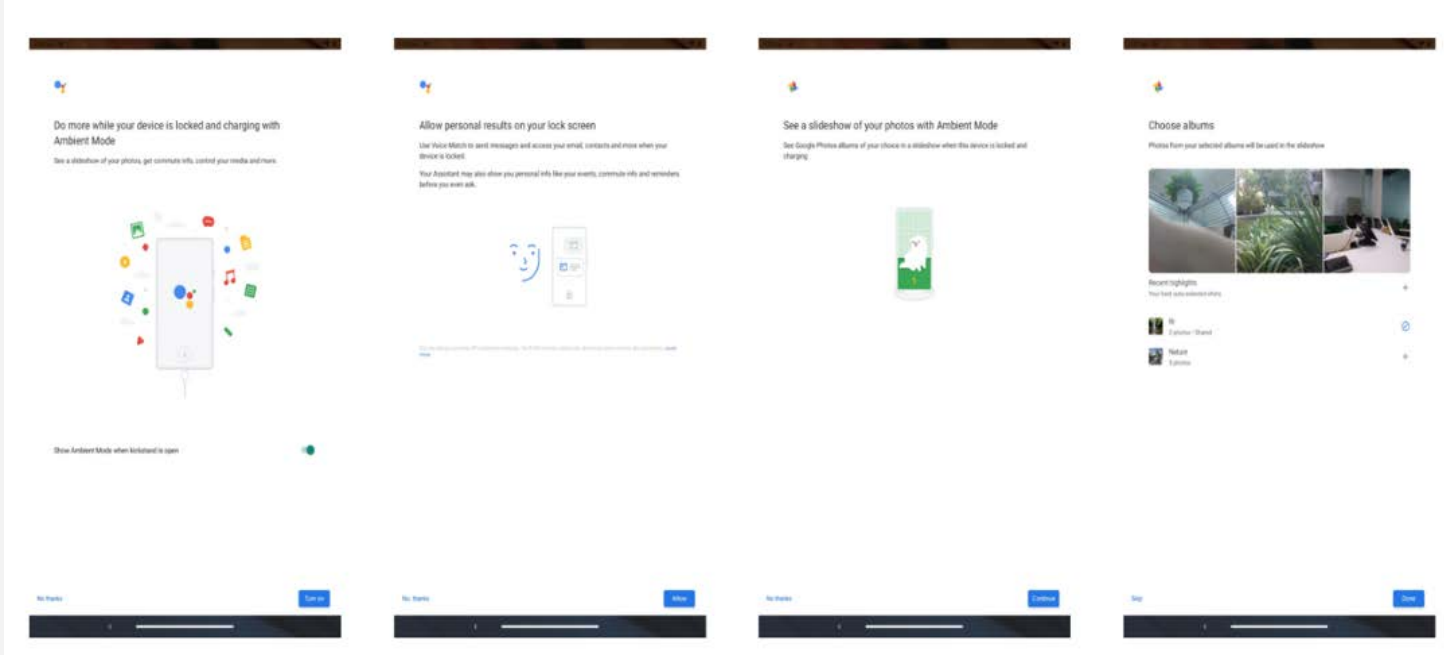 Do more while your device is locked and charging with
Ambient Mode
See a slideshow of your photos, get commute info, control your media and more.
Show Ambient Mode when kickstand is open
No thanks
Turn on
Allow personal results on your lock screen
Use Voice Match to send messages and access your email, contacts and more when your
device is locked.
Your Assistant may also show you personal info like your events, commute info and reminders
before you even ask.
No, thanks
Allow
See a slideshow of your photos with Ambient Mode
See Google Photos albums of your choice in a slideshow when this device is locked and
charging.
No thanks
Continue
Choose albums
Photos from your selected albums will be used in the slideshow
Recent highlights
2 photos · Shared
Nature
Skip
Done